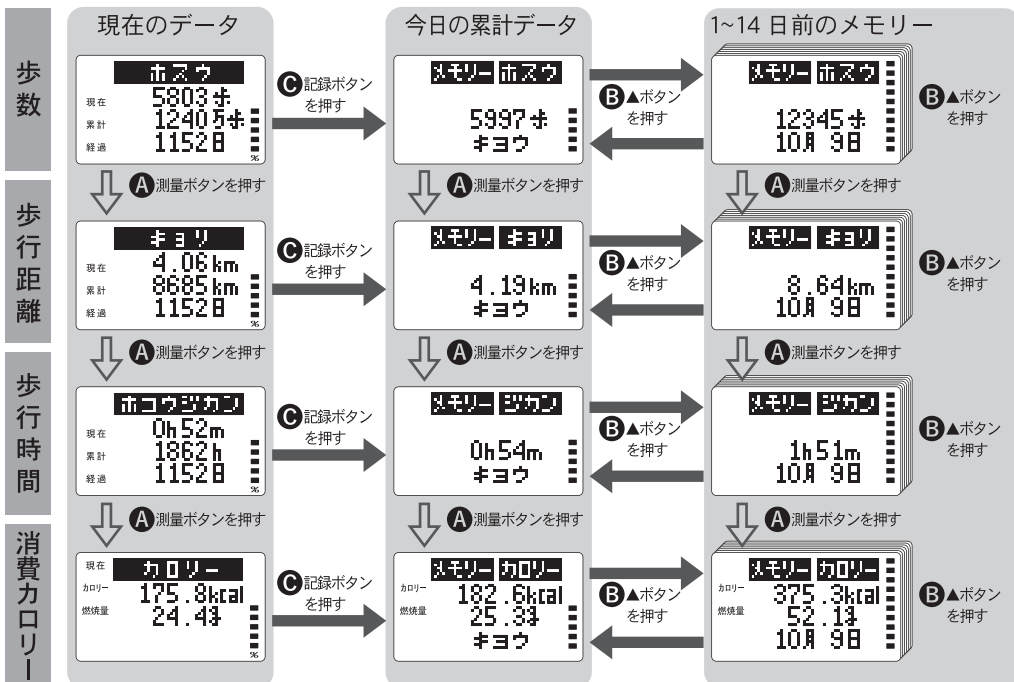 現在のデータ
今日の累計データ
1~14 日前のメモリー
歩数
ホスウ
現在 5803歩
累計 1240万歩
経過 1152日
%
C記録ボタン
を押す
メモリー ホスウ
5997歩
キョウ
B▲ボタン
を押す
メモリー ホスウ
12345歩
10月 9日
B▲ボタン
を押す
A測量ボタンを押す
A測量ボタンを押す
A測量ボタンを押す
歩行距離
キョリ
現在 4.06km
累計 8685km
経過 1152日
%
C記録ボタン
を押す
メモリー キョリ
4.19km
キョウ
B▲ボタン
を押す
メモリー キョリ
8.64km
10月 9日
B▲ボタン
を押す
A測量ボタンを押す
A測量ボタンを押す
A測量ボタンを押す
歩行時間
ホコウジカン
現在 0h52m
累計 1862h
経過 1152日
%
C記録ボタン
を押す
メモリー ジカン
0h54m
キョウ
B▲ボタン
を押す
メモリー ジカン
1h51m
10月 9日
B▲ボタン
を押す
A測量ボタンを押す
A測量ボタンを押す
A測量ボタンを押す
消費カロリー
現在 カロリー
カロリー 175.8kcal
燃焼量 24.4g
%
C記録ボタン
を押す
メモリー カロリー
カロリー 182.6kcal
燃焼量 25.3g
キョウ
B▲ボタン
を押す
メモリー カロリー
カロリー 375.3kcal
燃焼量 52.1g
10月 9日
B▲ボタン
を押す